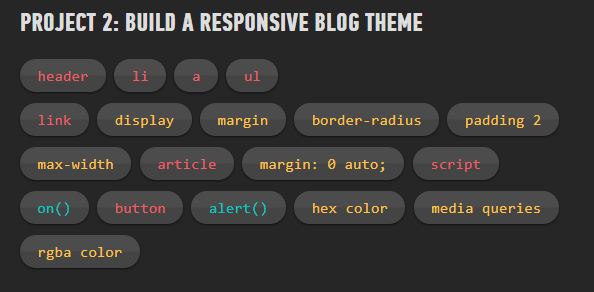 PROJECT 2: BUILD A RESPONSIVE BLOG THEME
header li a ul
link display margin border-radius padding 2
max-width article margin: 0 auto; script
on() button alert() hex color media queries
rgba color